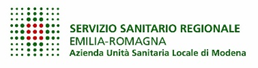 SERVIZIO SANITARIO REGIONALE
EMILIA-ROMAGNA
Azienda Unità Sanitaria Locale di Modena